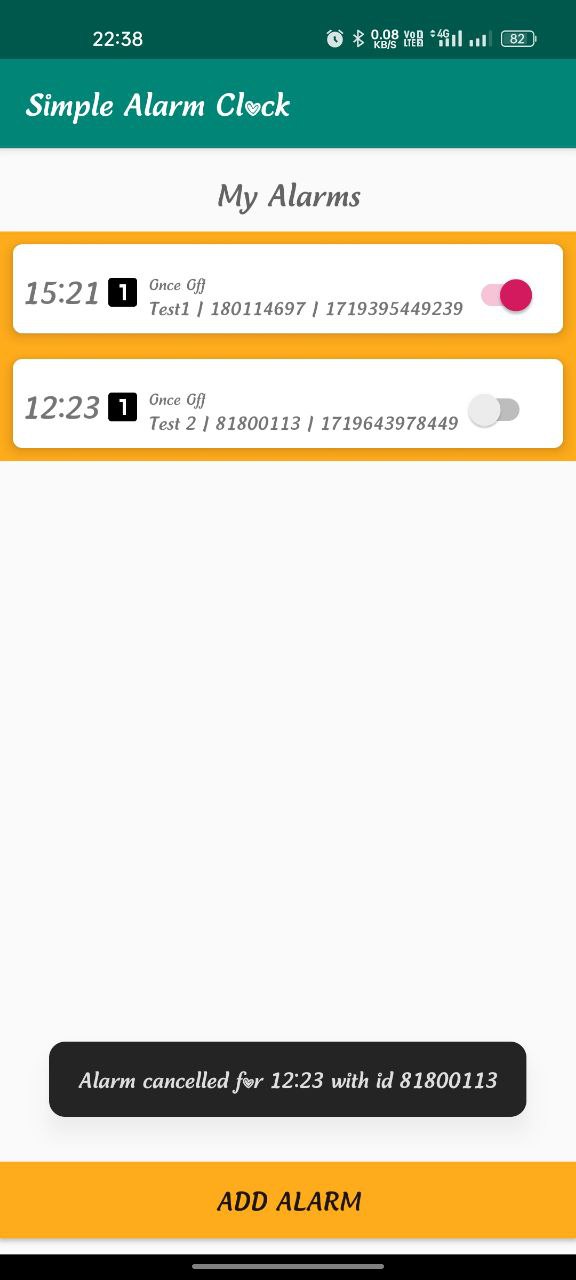 22:38
0.08 KB/S
Vo)) LTE2
4G
82
Simple Alarm Clock
My Alarms
15:21 1 Once Off
Test1 | 180114697 | 1719395449239
12:23 1 Once Off
Test 2 | 81800113 | 1719643978449
Alarm cancelled for 12:23 with id 81800113
ADD ALARM